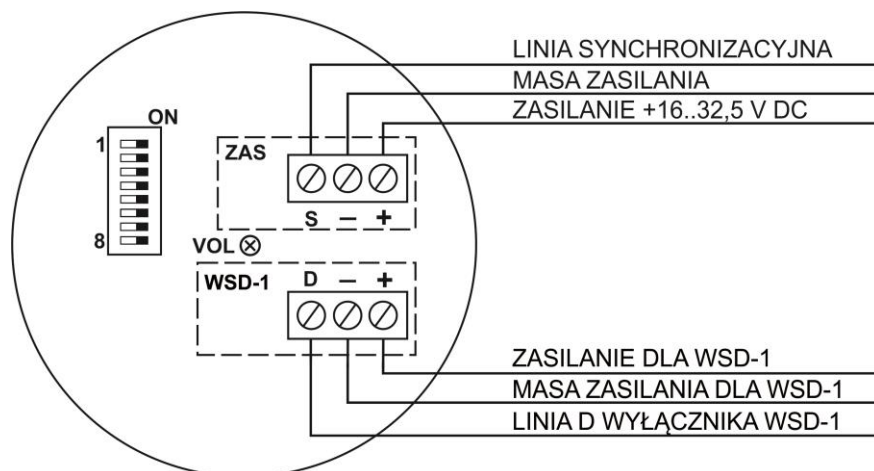 LINIA SYNCHRONIZACYJNA
MASA ZASILANIA
ZASILANIE +16..32,5 V DC
ON
1
8
ZAS
S – +
VOL
WSD-1 D – +
ZASILANIE DLA WSD-1
MASA ZASILANIA DLA WSD-1
LINIA D WYŁĄCZNIKA WSD-1